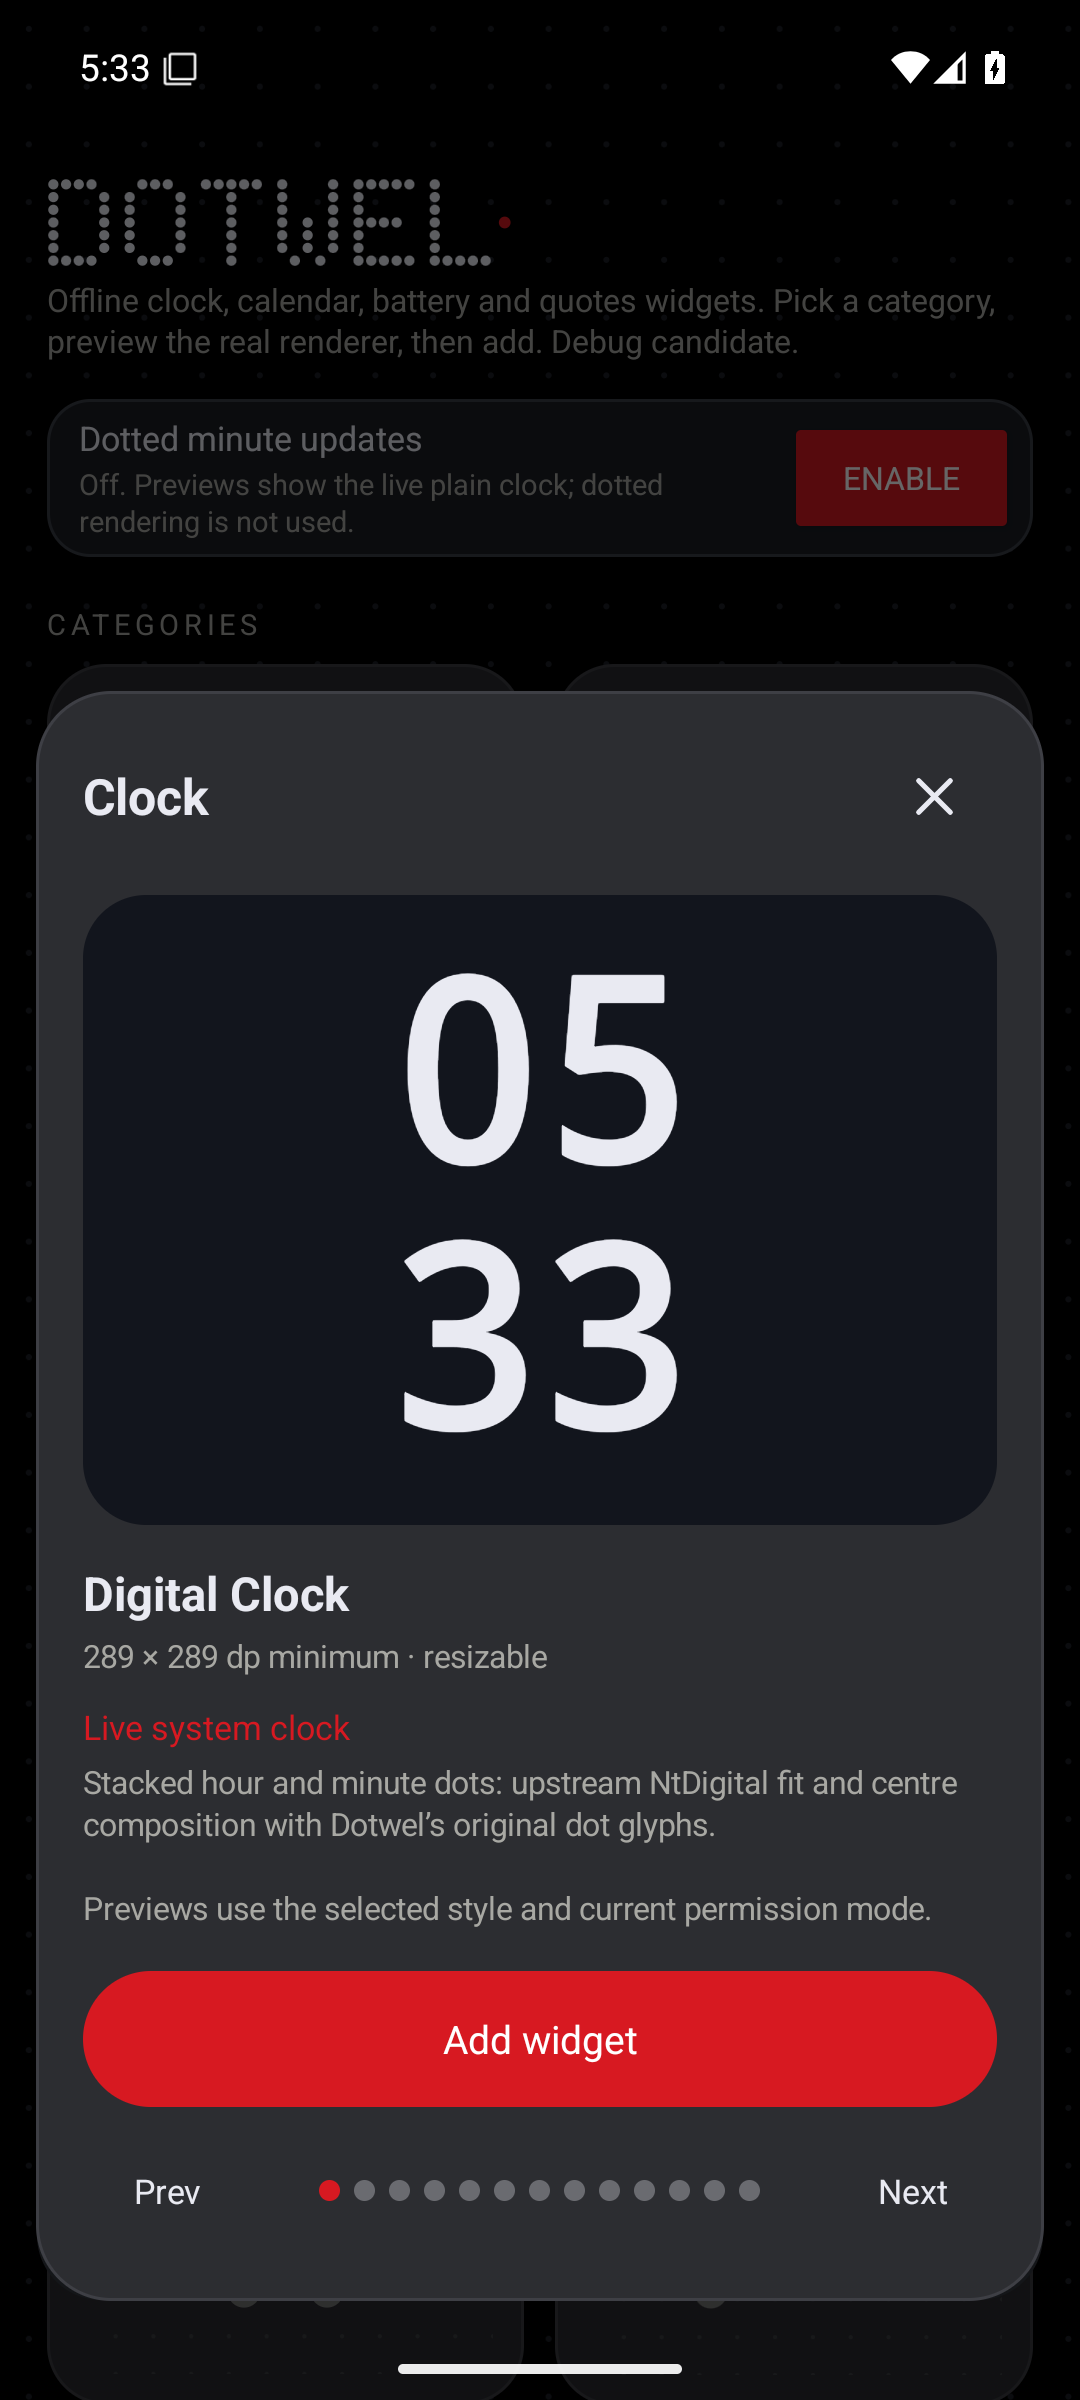 5:33
DOTWEL
Offline clock, calendar, battery and quotes widgets. Pick a category,
preview the real renderer, then add. Debug candidate.
Dotted minute updates
Off. Previews show the live plain clock; dotted
rendering is not used.
ENABLE
CATEGORIES
Clock
05
33
Digital Clock
289 × 289 dp minimum · resizable
Live system clock
Stacked hour and minute dots: upstream NtDigital fit and centre
composition with Dotwel’s original dot glyphs.
Previews use the selected style and current permission mode.
Add widget
Prev
Next